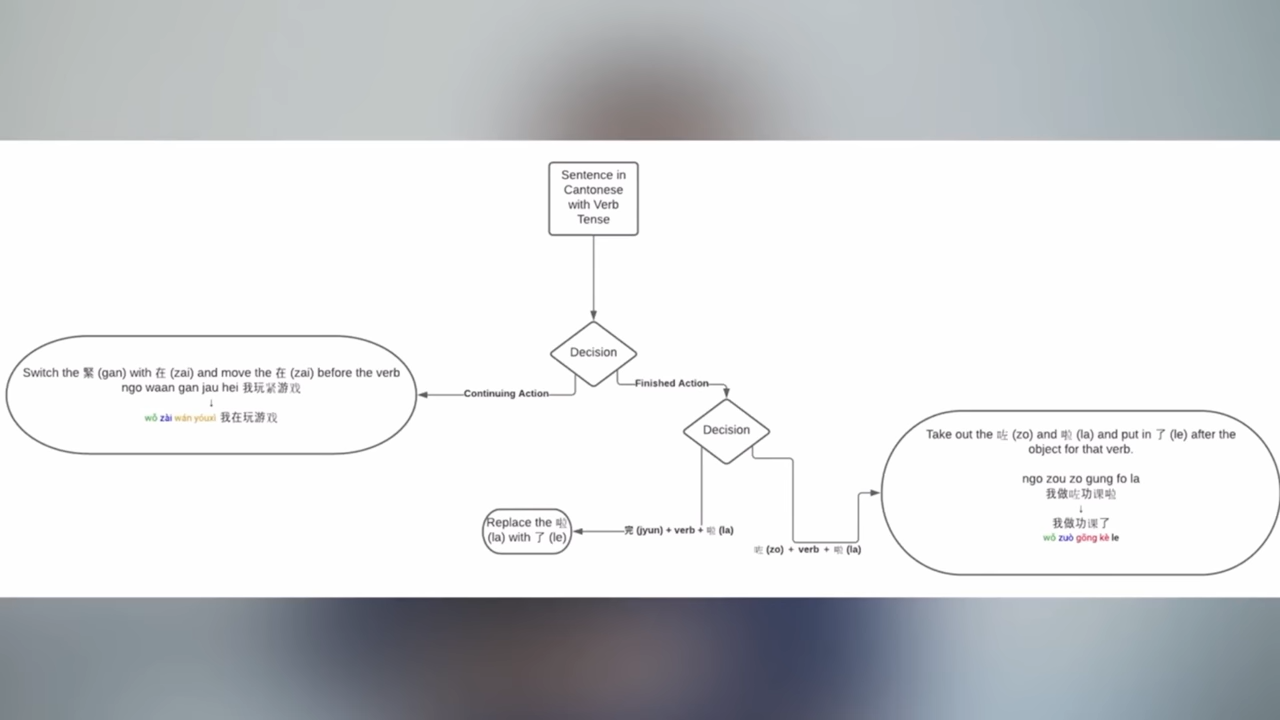 Sentence in
Cantonese
with Verb
Tense
Decision
Continuing Action
Finished Action
Switch the 緊 (gan) with 在 (zai) and move the 在 (zai) before the verb
ngo waan gan jau hei 我玩紧游戏
↓
wǒ zài wán yóuxì 我在玩游戏
Decision
Take out the 咗 (zo) and 啦 (la) and put in 了 (le) after the
object for that verb.
ngo zou zo gung fo la
我做咗功课啦
↓
我做功课了
wǒ zuò gōng kè le
Replace the 啦
(la) with 了 (le)
完 (jyun) + verb + 啦 (la)
咗 (zo) + verb + 啦 (la)